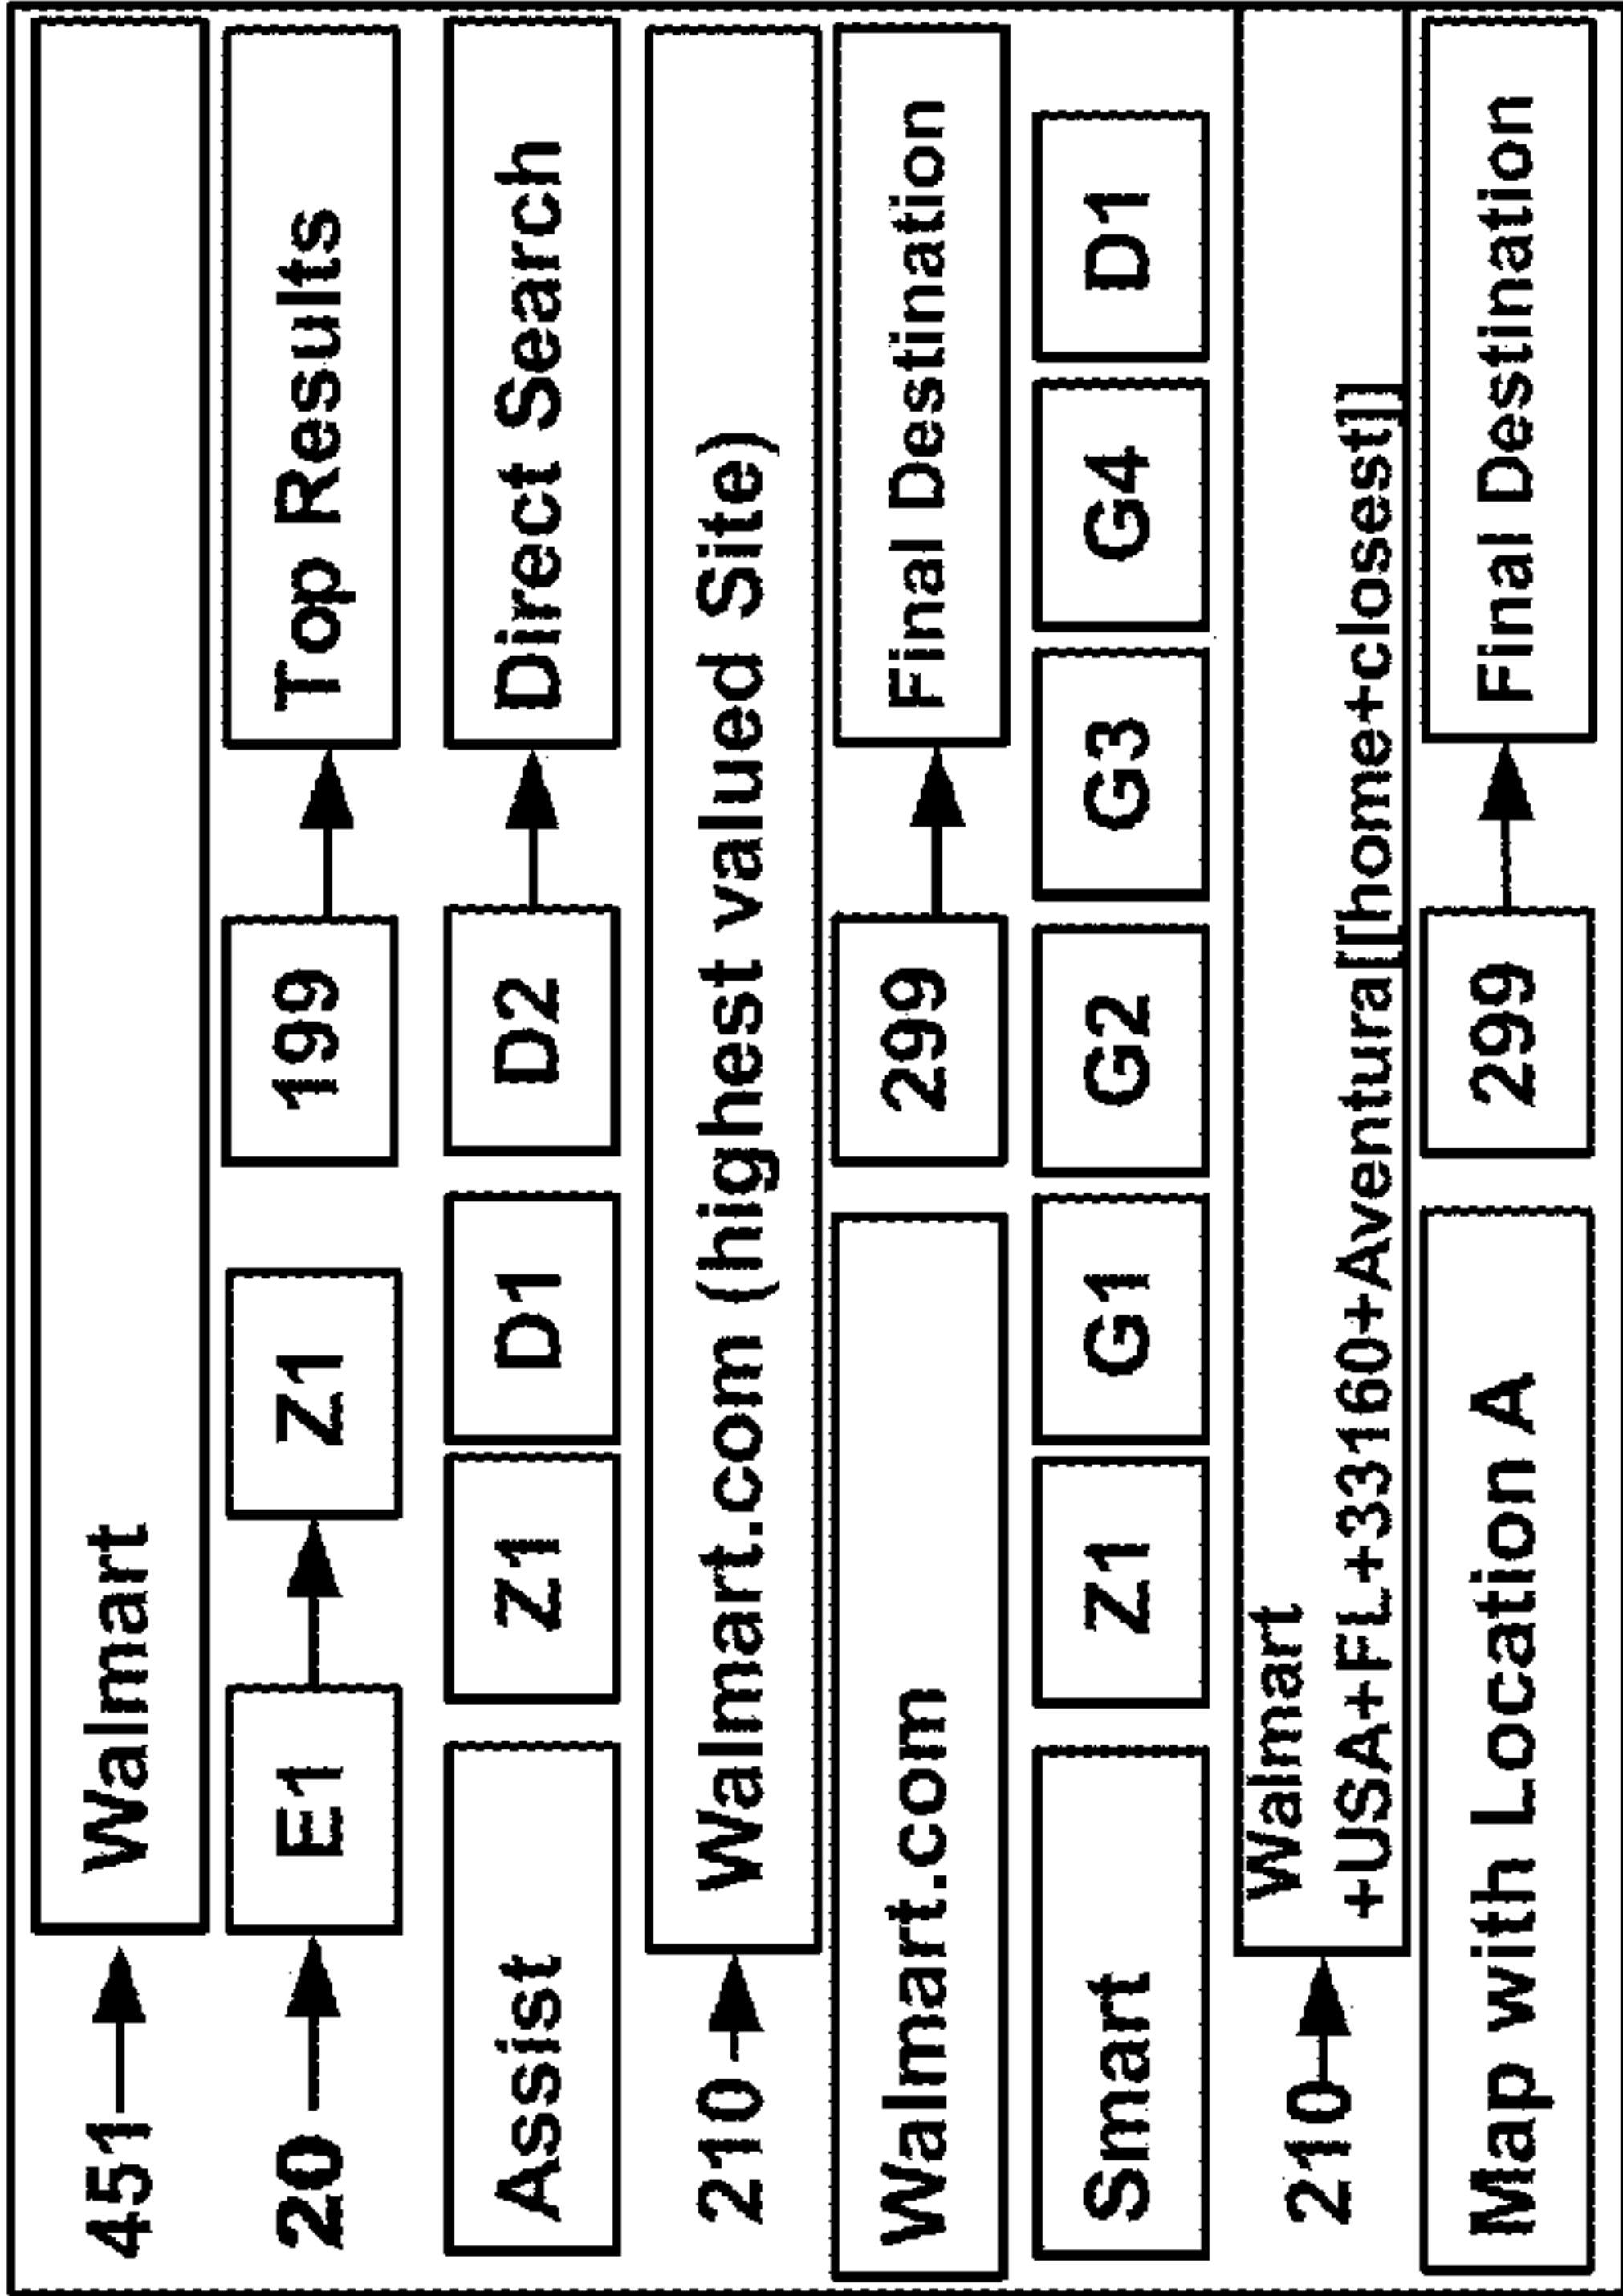 451 Walmart
20 E1 Z1 199 Top Results
Assist Z1 D1 D2 Direct Search
210 Walmart.com (highest valued Site)
Walmart.com 299 Final Destination
Smart Z1 G1 G2 G3 G4 D1
Walmart
210 +USA+FL+33160+Aventura[[home+closest]]
Map with Location A 299 Final Destination